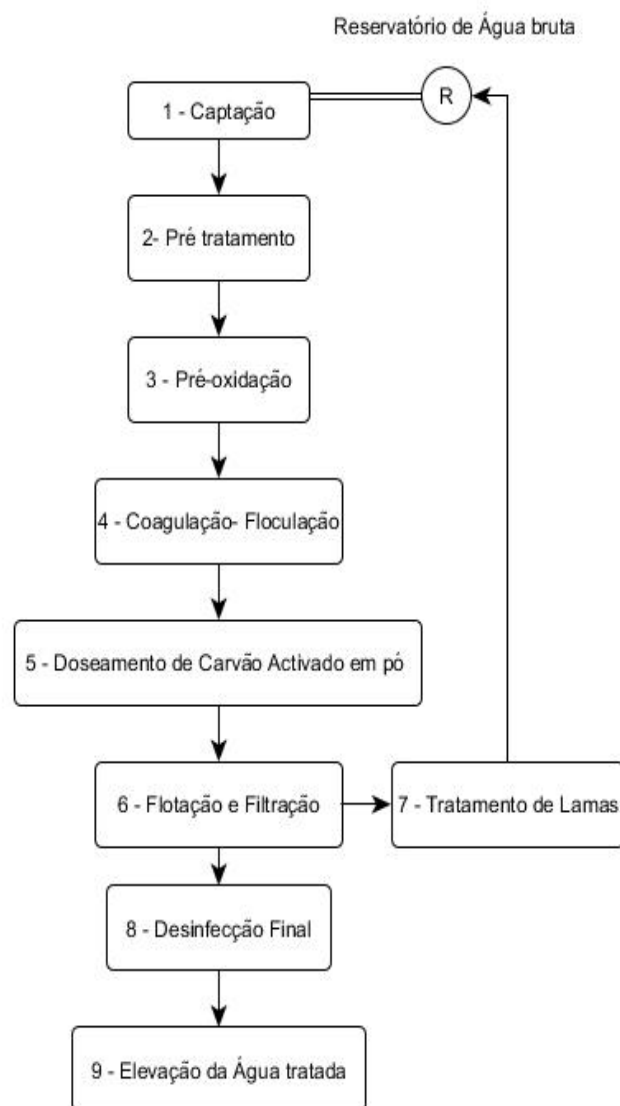 Reservatório de Água bruta
R
1 - Captação
2- Pré tratamento
3 - Pré-oxidação
4 - Coagulação- Floculação
5 - Doseamento de Carvão Activado em pó
6 - Flotação e Filtração
7 - Tratamento de Lamas
8 - Desinfecção Final
9 - Elevação da Água tratada